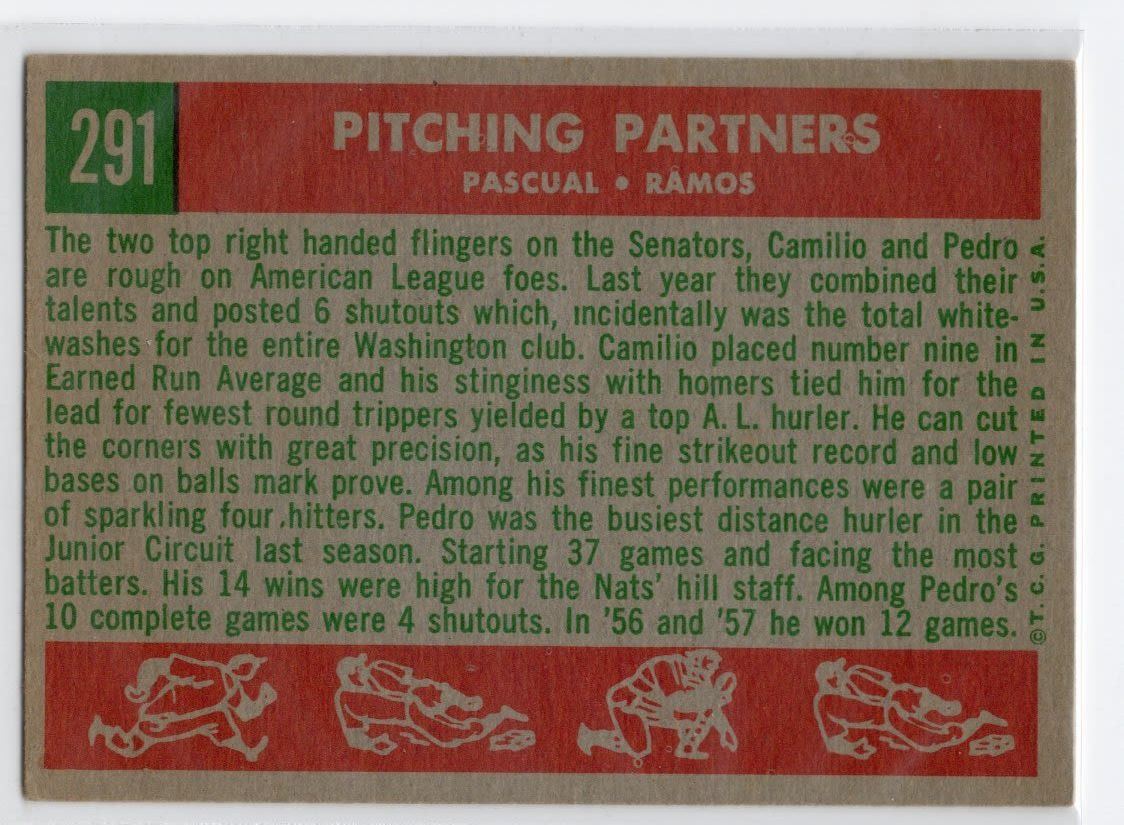 291
PITCHING PARTNERS
PASCUAL • RAMOS
The two top right handed flingers on the Senators, Camilio and Pedro
are rough on American League foes. Last year they combined their
talents and posted 6 shutouts which, incidentally was the total white-
washes for the entire Washington club. Camilio placed number nine in
Earned Run Average and his stinginess with homers tied him for the
lead for fewest round trippers yielded by a top A. L. hurler. He can cut
the corners with great precision, as his fine strikeout record and low
bases on balls mark prove. Among his finest performances were a pair
of sparkling four hitters. Pedro was the busiest distance hurler in the
Junior Circuit last season. Starting 37 games and facing the most
batters. His 14 wins were high for the Nats' hill staff. Among Pedro's
10 complete games were 4 shutouts. In '56 and '57 he won 12 games.
©T. C. G. PRINTED IN U.S.A.